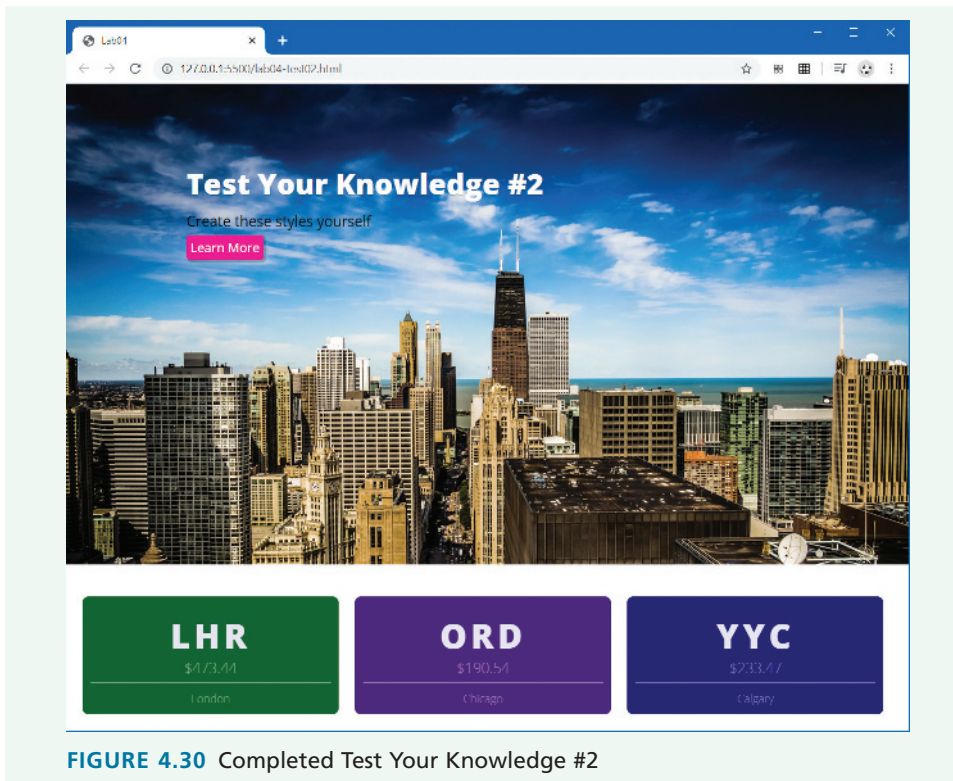 Lab04
127.0.0.1:5500/lab04-test02.html
Test Your Knowledge #2
Create these styles yourself
Learn More
LHR
$473.44
London
ORD
$190.54
Chicago
YYC
$233.47
Calgary
FIGURE 4.30 Completed Test Your Knowledge #2